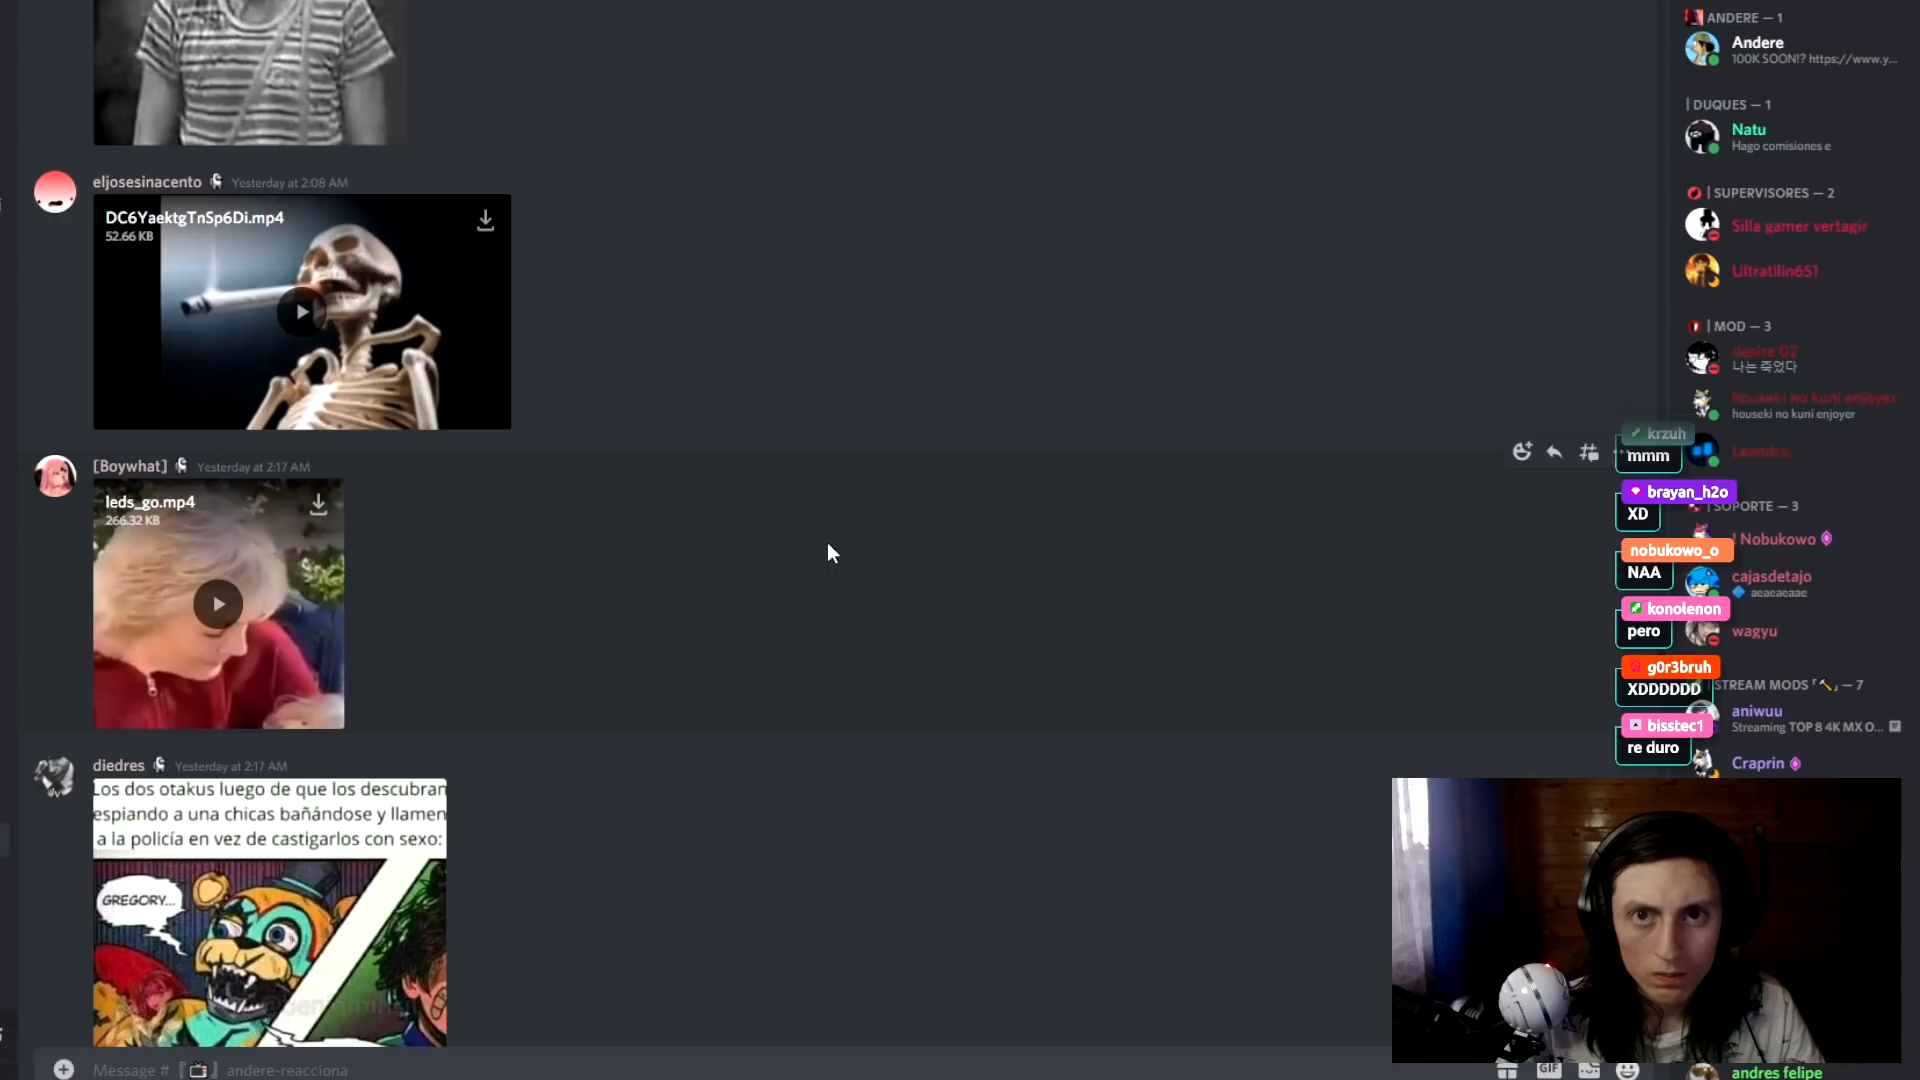 eljosesinacento Yesterday at 2:08 AM
DC6YaektgTnSp6Di.mp4
52.66 KB
[Boywhat] Yesterday at 2:17 AM
leds_go.mp4
266.32 KB
diedres Yesterday at 2:17 AM
Los dos otakus luego de que los descubran
espiando a una chicas bañándose y llamen
a la policía en vez de castigarlos con sexo:
GREGORY...
Message # 『📺』 andere-reacciona
GIF
krzuh
mmm
brayan_h2o
XD
nobukowo_o
NAA
konolenon
pero
g0r3bruh
XDDDDDD
bisstec1
re duro
ANDERE — 1
Andere
100K SOON!? https://www.y...
| DUQUES — 1
Natu
Hago comisiones e
| SUPERVISORES — 2
Silla gamer vertagir
Ultratilin651
| MOD — 3
desire 02
나는 죽었다
houseki no kuni enjoyer
houseki no kuni enjoyer
Leandro.
| SOPORTE — 3
! Nobukowo
cajasdetajo
aeaeaeaae
wagyu
STREAM MODS「🔨」— 7
aniwuu
Streaming TOP 8 4K MX O...
Craprin
andres felipe